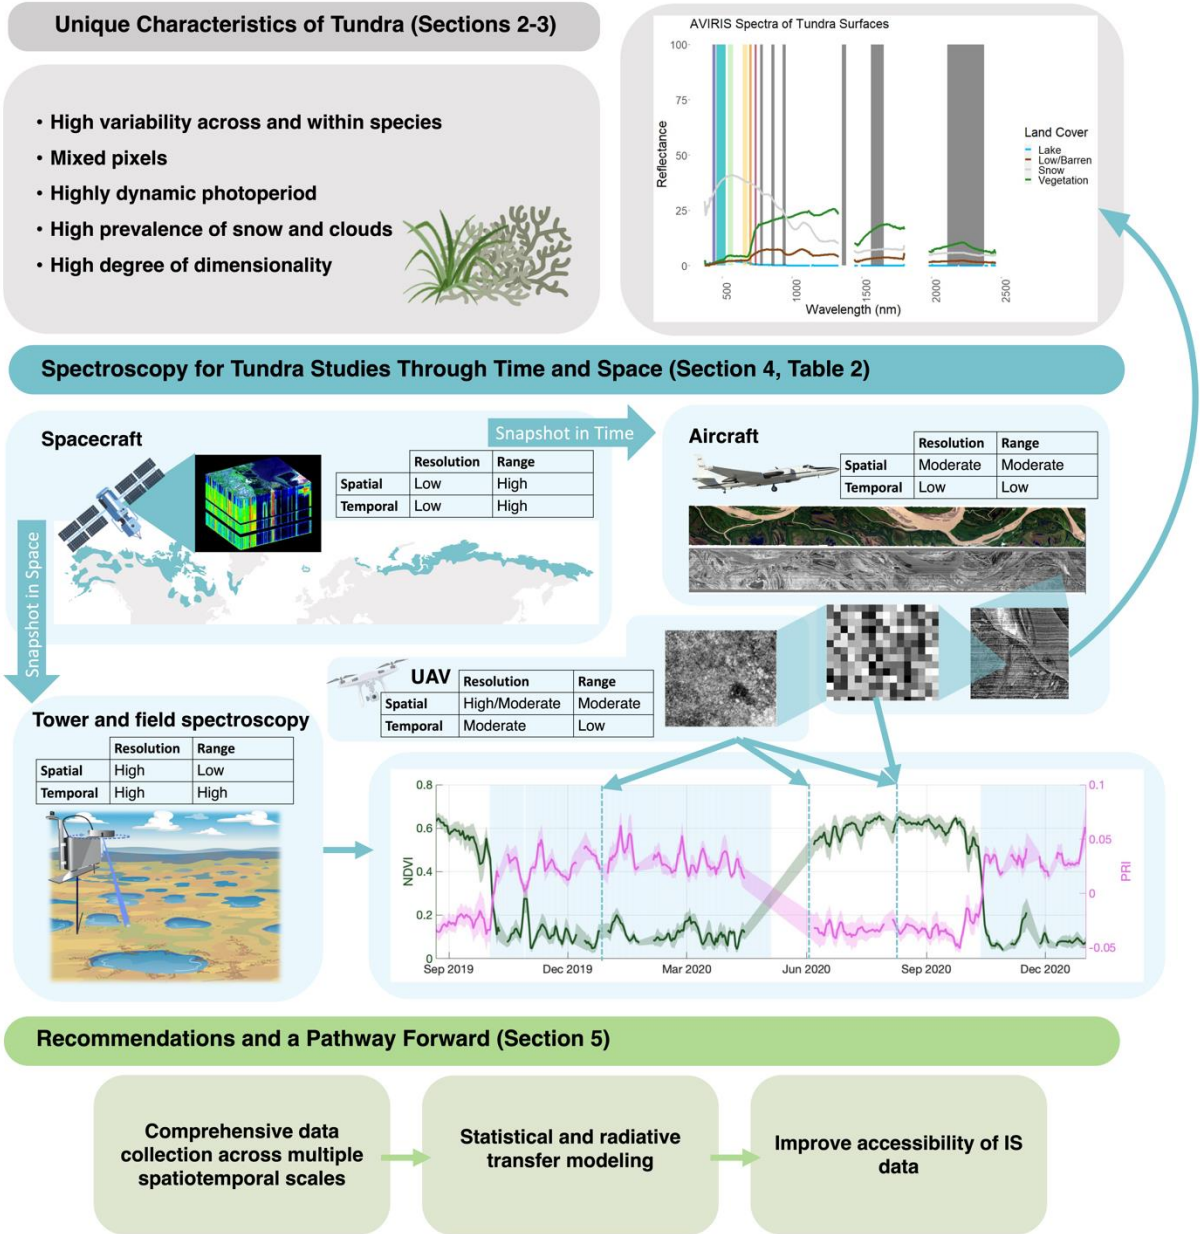 Unique Characteristics of Tundra (Sections 2-3)
• High variability across and within species
• Mixed pixels
• Highly dynamic photoperiod
• High prevalence of snow and clouds
• High degree of dimensionality
AVIRIS Spectra of Tundra Surfaces
100
75
50
25
0
Reflectance
500
1000
1500
2000
2500
Wavelength (nm)
Land Cover
Lake
Low/Barren
Snow
Vegetation
Spectroscopy for Tundra Studies Through Time and Space (Section 4, Table 2)
Spacecraft
Resolution Range
Spatial Low High
Temporal Low High
Snapshot in Time
Snapshot in Space
Aircraft
Resolution Range
Spatial Moderate Moderate
Temporal Low Low
UAV
Resolution Range
Spatial High/Moderate Moderate
Temporal Moderate Low
Tower and field spectroscopy
Resolution Range
Spatial High Low
Temporal High High
0.8
0.6
0.4
0.2
0
NDVI
0.1
0.05
0
-0.05
PRI
Sep 2019
Dec 2019
Mar 2020
Jun 2020
Sep 2020
Dec 2020
Recommendations and a Pathway Forward (Section 5)
Comprehensive data
collection across multiple
spatiotemporal scales
Statistical and radiative
transfer modeling
Improve accessibility of IS
data